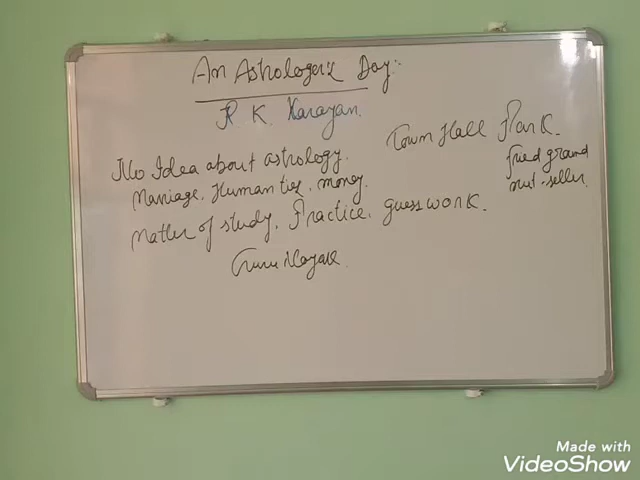 An Astrologer's Day:-
R K. Narayan.
Town Hall Park.
No Idea about astrology.
fried ground
nut-seller.
Marriage. Human ties, money.
Matter of study, Practice, guesswork.
Guru Nayak.
Made with
VideoShow